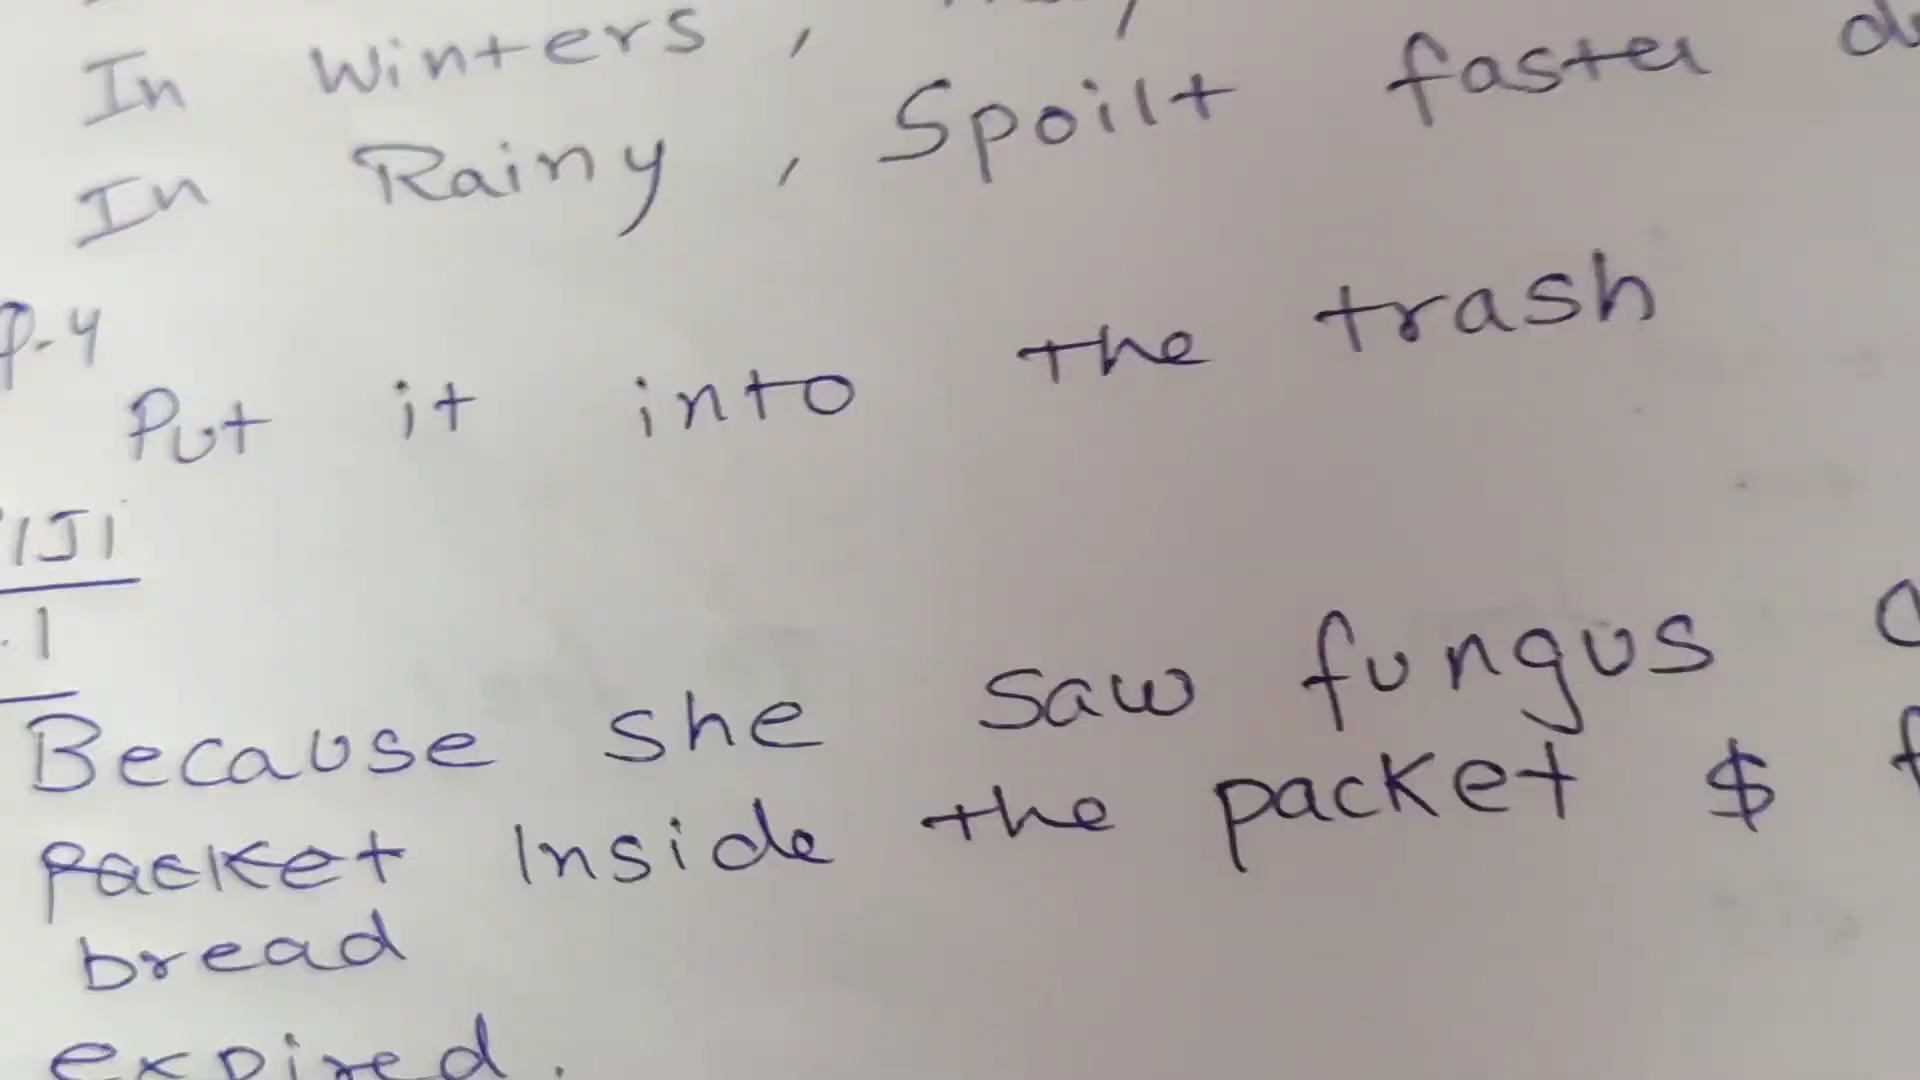 In Winters,
In Rainy, Spoilt faster
P-4
Put it into the trash
1
Because she saw fungus
packet Inside the packet $
bread
expired.